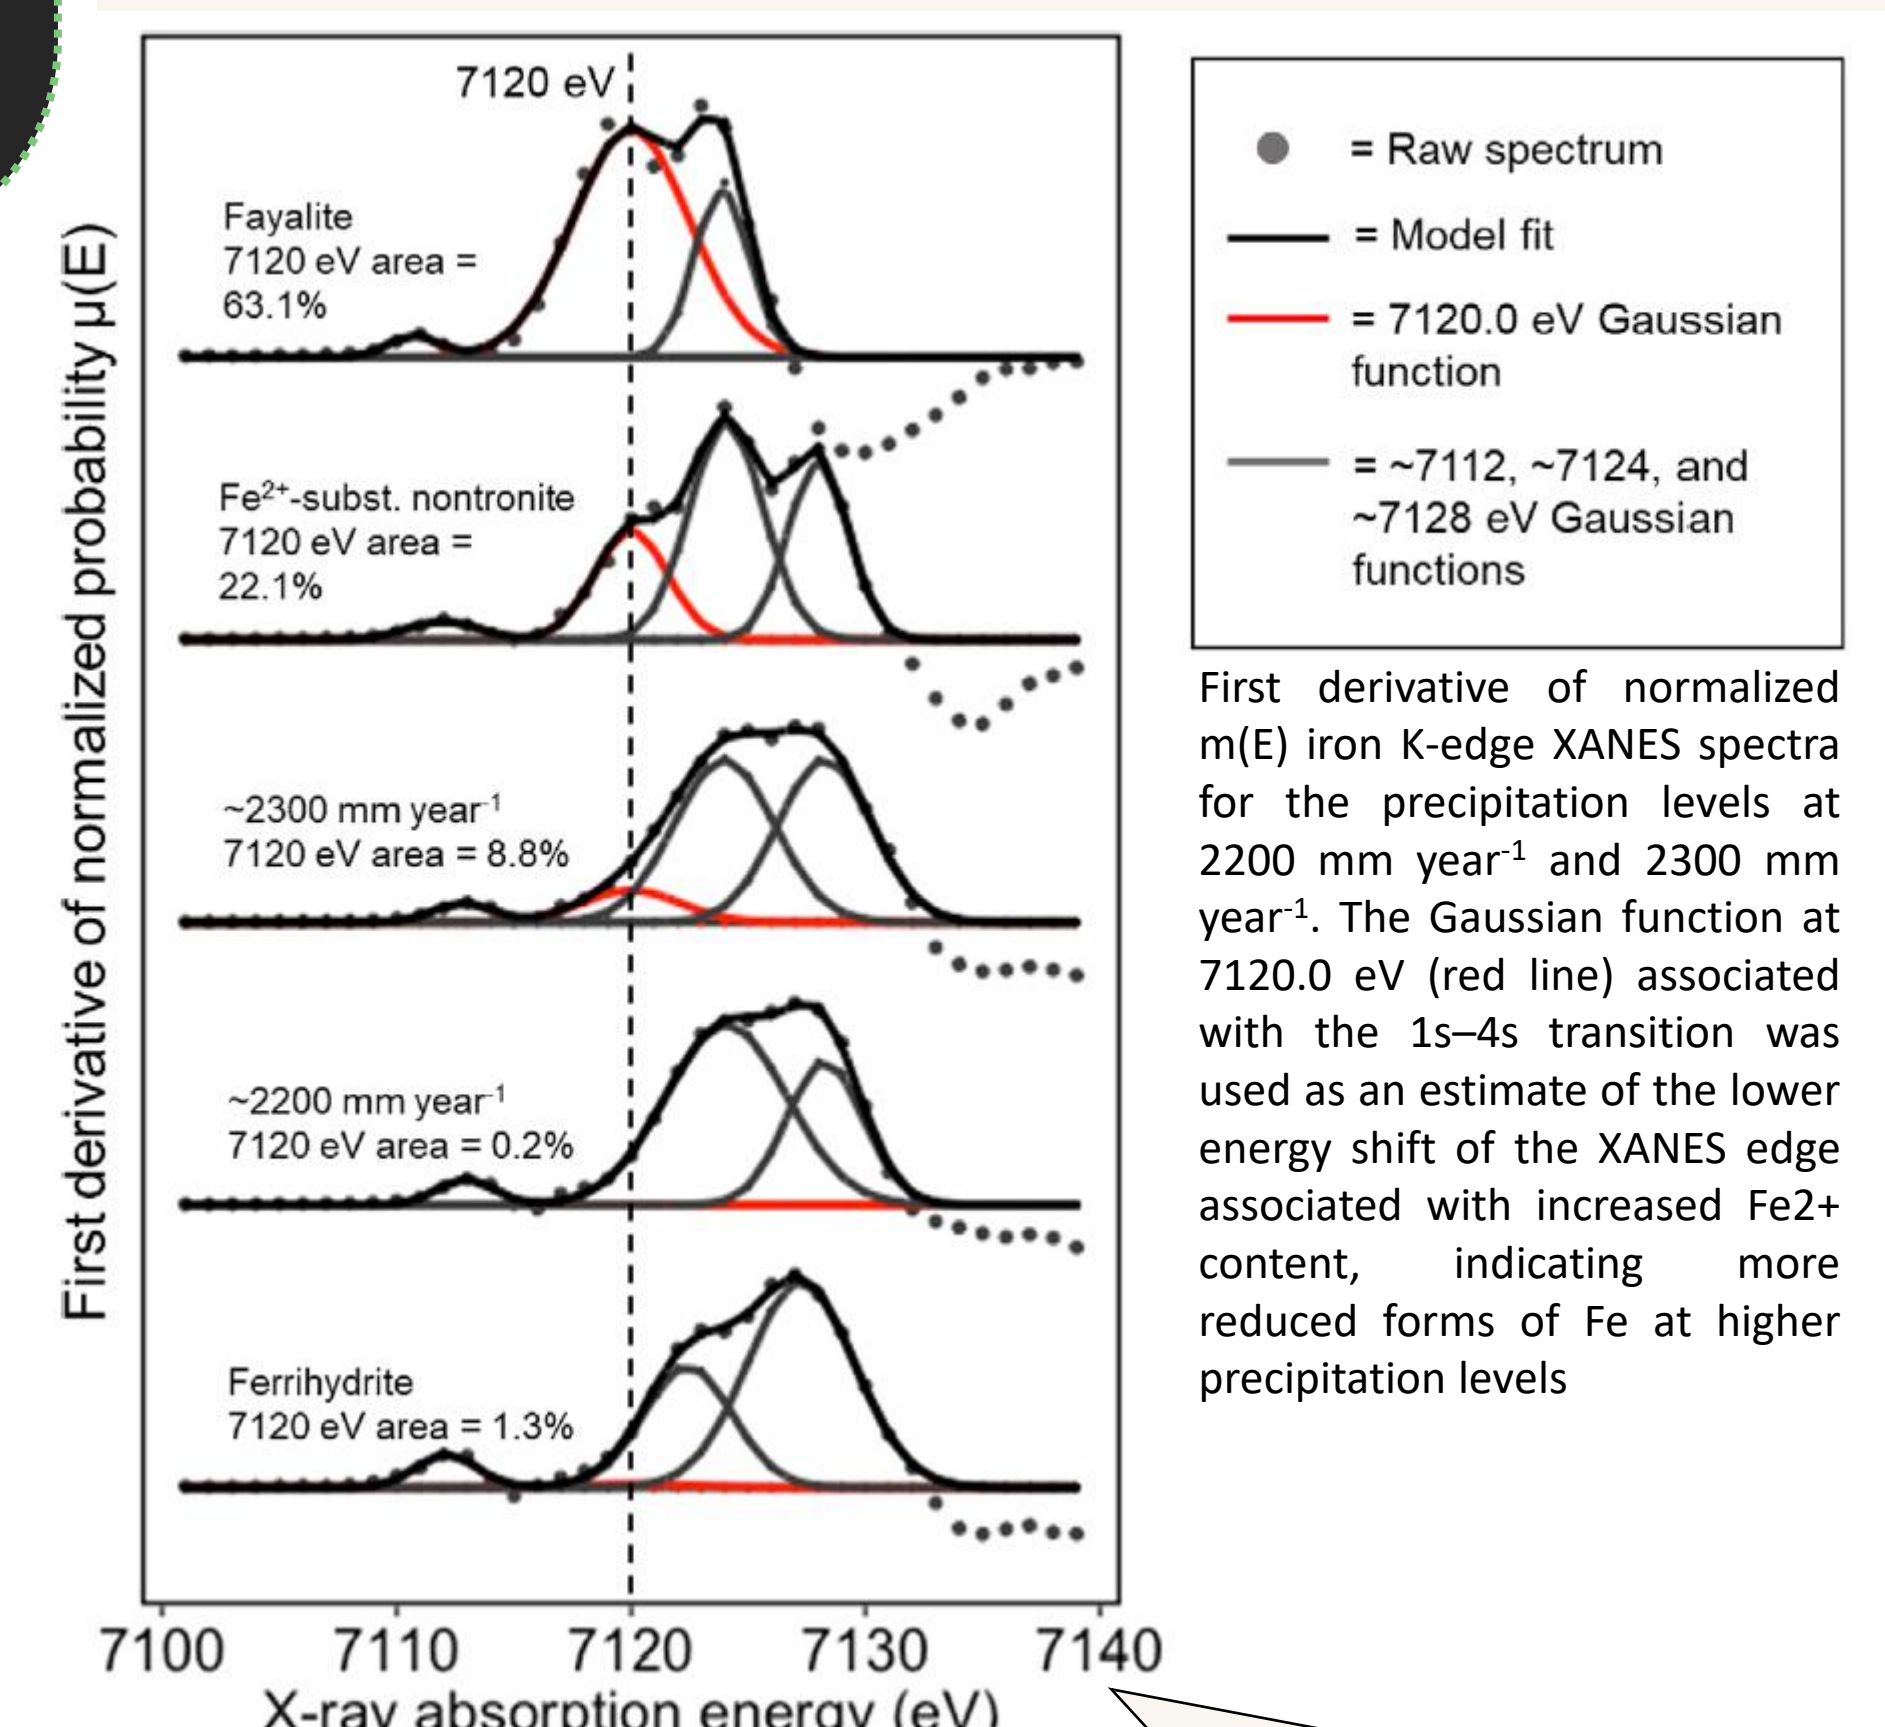 7120 eV
Fayalite
7120 eV area =
63.1%
Fe²⁺-subst. nontronite
7120 eV area =
22.1%
~2300 mm year⁻¹
7120 eV area = 8.8%
~2200 mm year⁻¹
7120 eV area = 0.2%
Ferrihydrite
7120 eV area = 1.3%
First derivative of normalized probability µ(E)
7100 7110 7120 7130 7140
X-ray absorption energy (eV)
= Raw spectrum
= Model fit
= 7120.0 eV Gaussian
function
= ~7112, ~7124, and
~7128 eV Gaussian
functions
First derivative of normalized
m(E) iron K-edge XANES spectra
for the precipitation levels at
2200 mm year⁻¹ and 2300 mm
year⁻¹. The Gaussian function at
7120.0 eV (red line) associated
with the 1s–4s transition was
used as an estimate of the lower
energy shift of the XANES edge
associated with increased Fe2+
content, indicating more
reduced forms of Fe at higher
precipitation levels